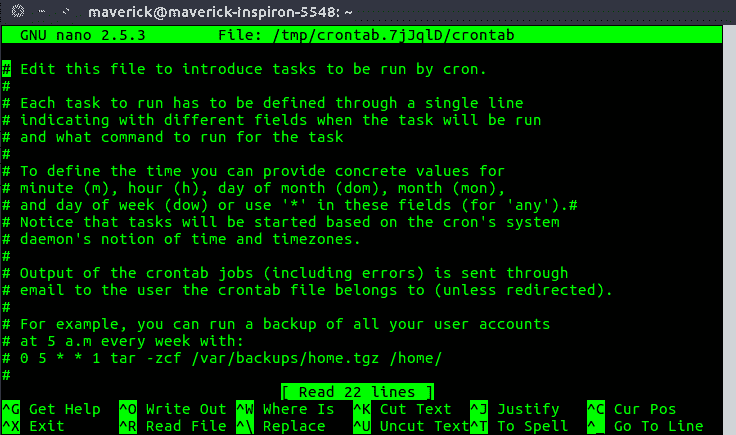 maverick@maverick-inspiron-5548: ~
GNU nano 2.5.3 File: /tmp/crontab.7jJqlD/crontab
# Edit this file to introduce tasks to be run by cron.
#
# Each task to run has to be defined through a single line
# indicating with different fields when the task will be run
# and what command to run for the task
#
# To define the time you can provide concrete values for
# minute (m), hour (h), day of month (dom), month (mon),
# and day of week (dow) or use '*' in these fields (for 'any').#
# Notice that tasks will be started based on the cron's system
# daemon's notion of time and timezones.
#
# Output of the crontab jobs (including errors) is sent through
# email to the user the crontab file belongs to (unless redirected).
#
# For example, you can run a backup of all your user accounts
# at 5 a.m every week with:
# 0 5 * * 1 tar -zcf /var/backups/home.tgz /home/
#
[ Read 22 lines ]
^G Get Help ^O Write Out ^W Where Is ^K Cut Text ^J Justify ^C Cur Pos
^X Exit ^R Read File ^\ Replace ^U Uncut Text ^T To Spell ^_ Go To Line